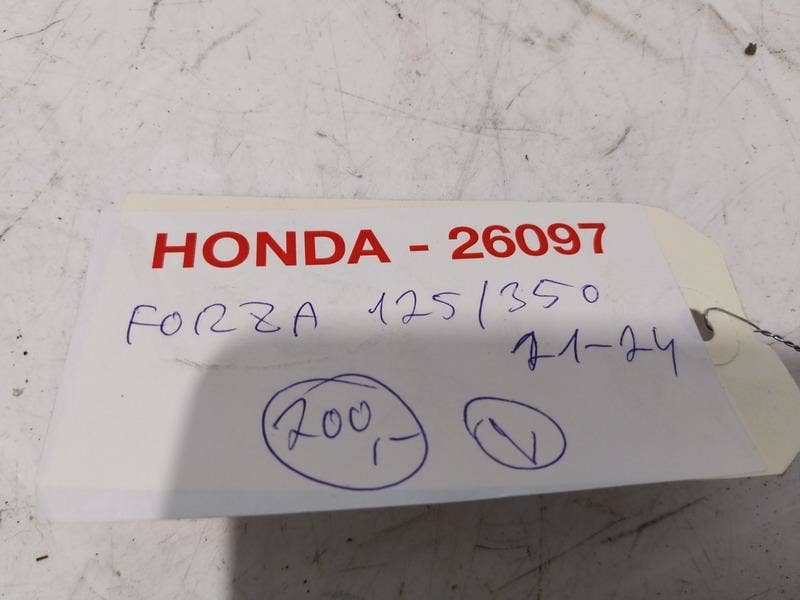 HONDA - 26097
FORZA 125/350
21-24
200,-
V